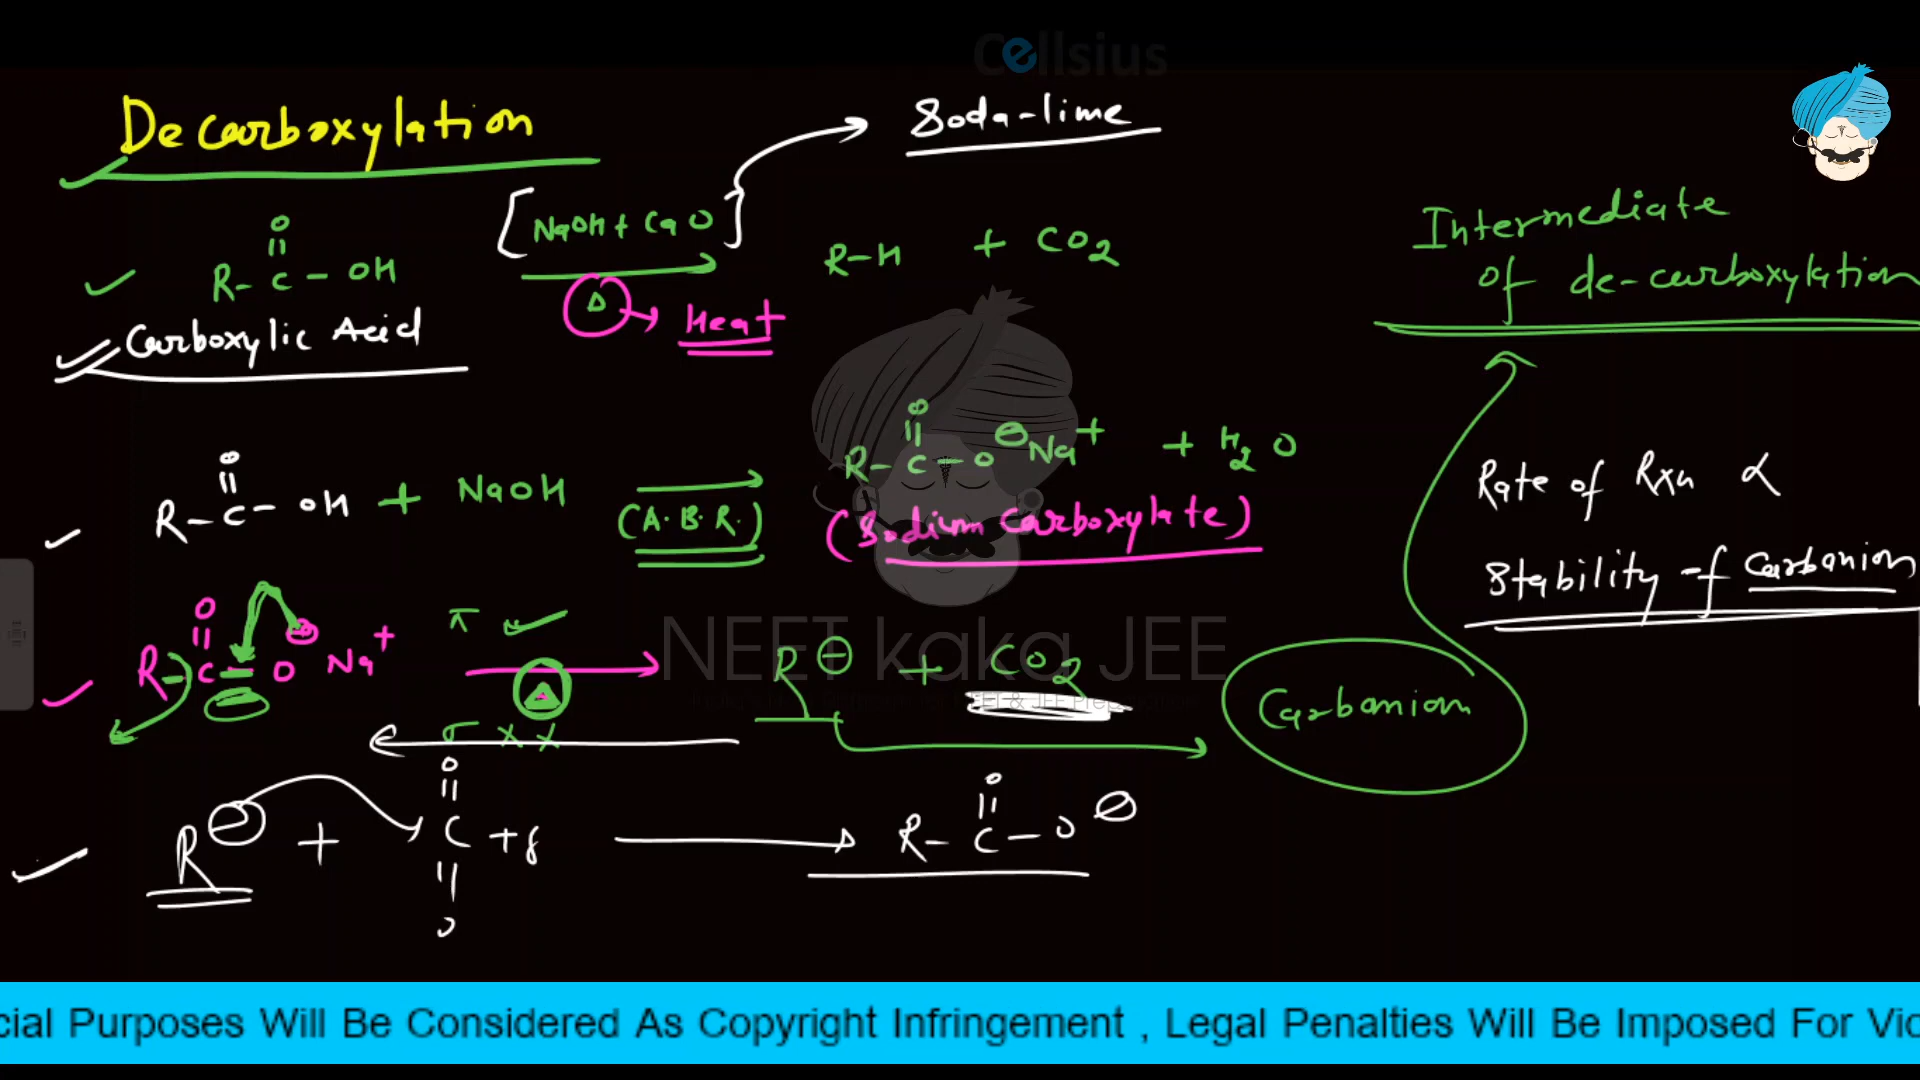 Cellsius
Decarboxylation
Soda-lime
[NaOH + CaO]
O
||
R-C-OH
Δ → Heat
R-H + CO2
Carboxylic Acid
Intermediate
of de-carboxylation
O
||
R-C-OH + NaOH
(A.B.R.)
O
||
R-C-O ⊖ Na+ + H2O
(Sodium carboxylate)
Rate of Rxn α
Stability of Carbanion
O
||
R-C-O ⊖ Na+
π ✓
Δ
σ x x
R⊖ + CO2
Carbanion
NEET kaka JEE
R⊖ +
O
||
C +δ
||
O
O
||
R-C-O⊖
cial Purposes Will Be Considered As Copyright Infringement , Legal Penalties Will Be Imposed For Vio